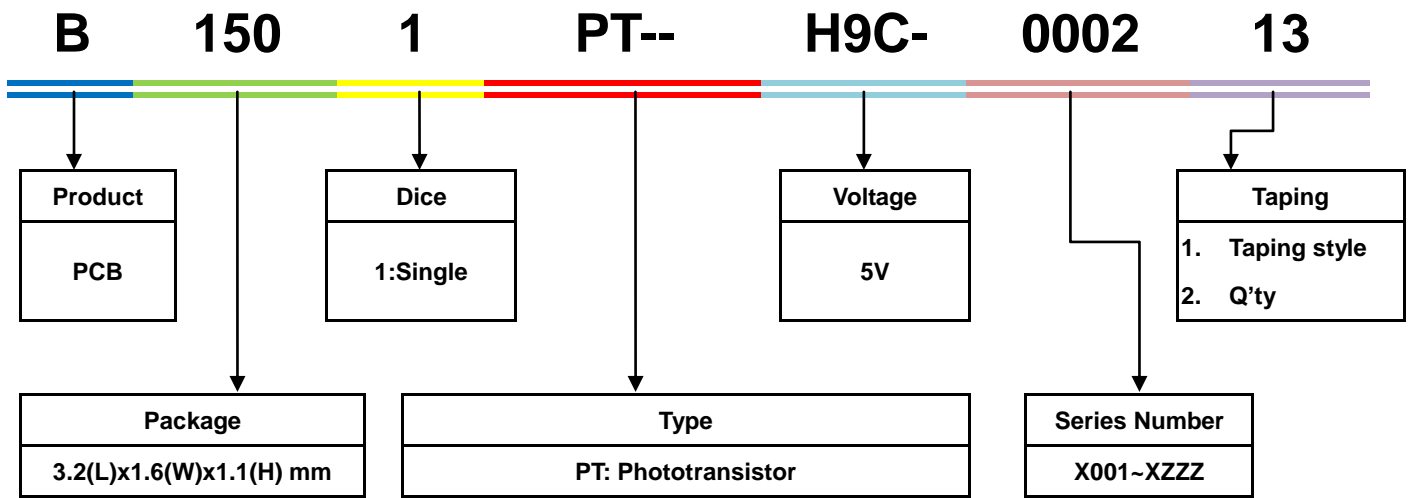 B 150 1 PT-- H9C- 0002 13
Product
PCB
Dice
1:Single
Voltage
5V
Taping
1. Taping style
2. Q’ty
Package
3.2(L)x1.6(W)x1.1(H) mm
Type
PT: Phototransistor
Series Number
X001~XZZZ